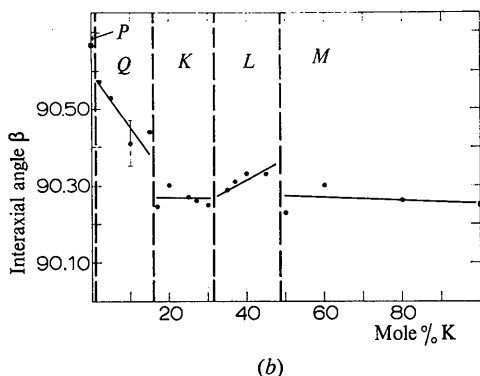 P
Q K L M
90.50
90.30
90.10
Interaxial angle β
20 40 60 80
Mole % K
(b)